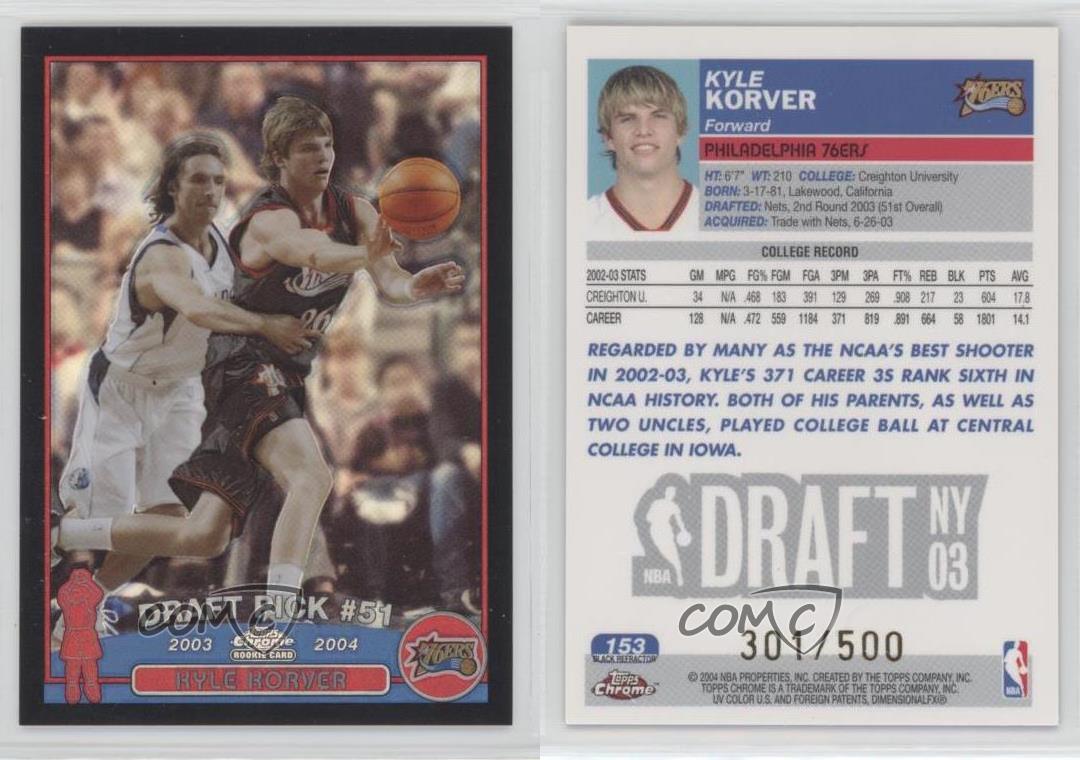 26
DRAFT PICK #51
2003 Topps Chrome 2004
ROOKIE CARD
KYLE KORVER
76ERS
COMC
KYLE
KORVER
Forward
76ERS
PHILADELPHIA 76ERS
HT: 6'7" WT: 210 COLLEGE: Creighton University
BORN: 3-17-81, Lakewood, California
DRAFTED: Nets, 2nd Round 2003 (51st Overall)
ACQUIRED: Trade with Nets, 6-26-03
COLLEGE RECORD
2002-03 STATS GM MPG FG% FGM FGA 3PM 3PA FT% REB BLK PTS AVG
CREIGHTON U. 34 N/A .468 183 391 129 269 .908 217 23 604 17.8
CAREER 128 N/A .472 559 1184 371 819 .891 664 58 1801 14.1
REGARDED BY MANY AS THE NCAA'S BEST SHOOTER
IN 2002-03, KYLE'S 371 CAREER 3S RANK SIXTH IN
NCAA HISTORY. BOTH OF HIS PARENTS, AS WELL AS
TWO UNCLES, PLAYED COLLEGE BALL AT CENTRAL
COLLEGE IN IOWA.
NBA DRAFT NY 03
COMC
301/500
153
BLACK REFRACTOR
Topps Chrome
© 2004 NBA PROPERTIES, INC. CREATED BY THE TOPPS COMPANY, INC.
TOPPS CHROME IS A TRADEMARK OF THE TOPPS COMPANY, INC.
UV COLOR U.S. AND FOREIGN PATENTS, DIMENSIONALFX®
NBA